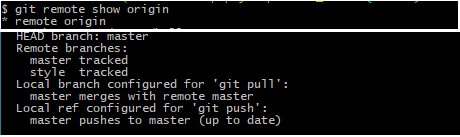 $ git remote show origin
* remote origin
HEAD branch: master
Remote branches:
master tracked
style tracked
Local branch configured for 'git pull':
master merges with remote master
Local ref configured for 'git push':
master pushes to master (up to date)